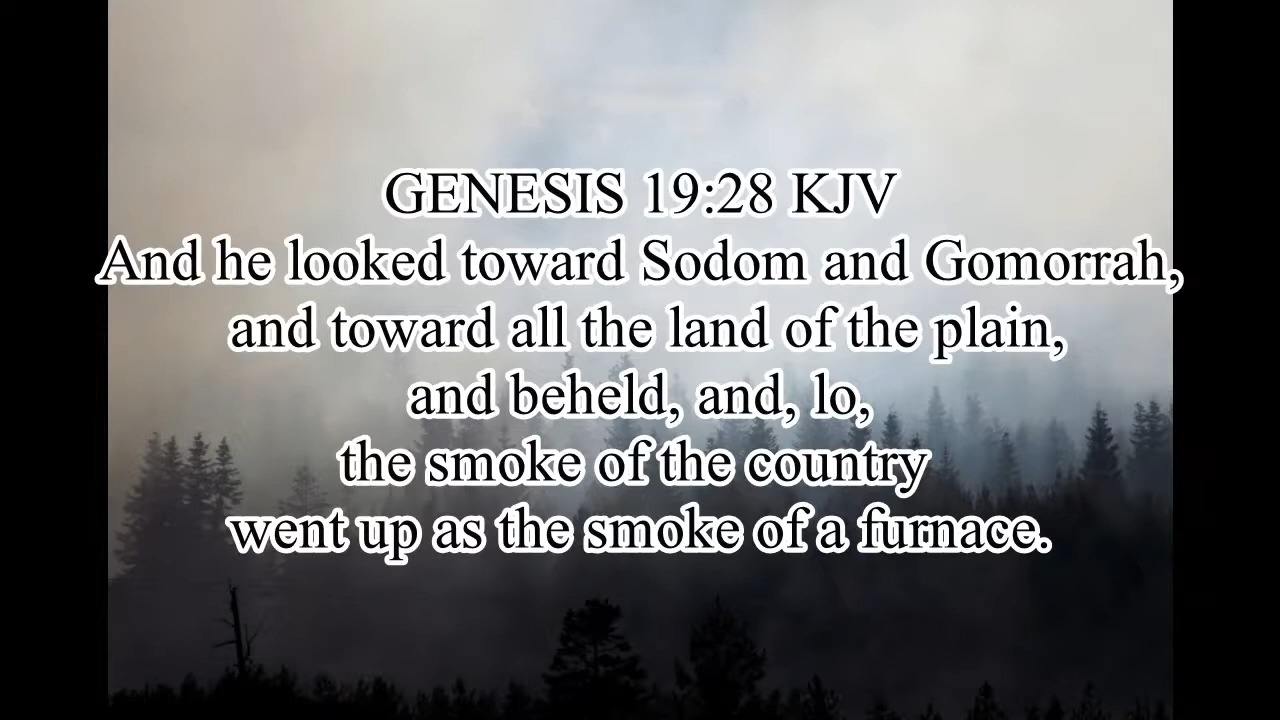 GENESIS 19:28 KJV
And he looked toward Sodom and Gomorrah,
and toward all the land of the plain,
and beheld, and, lo,
the smoke of the country
went up as the smoke of a furnace.